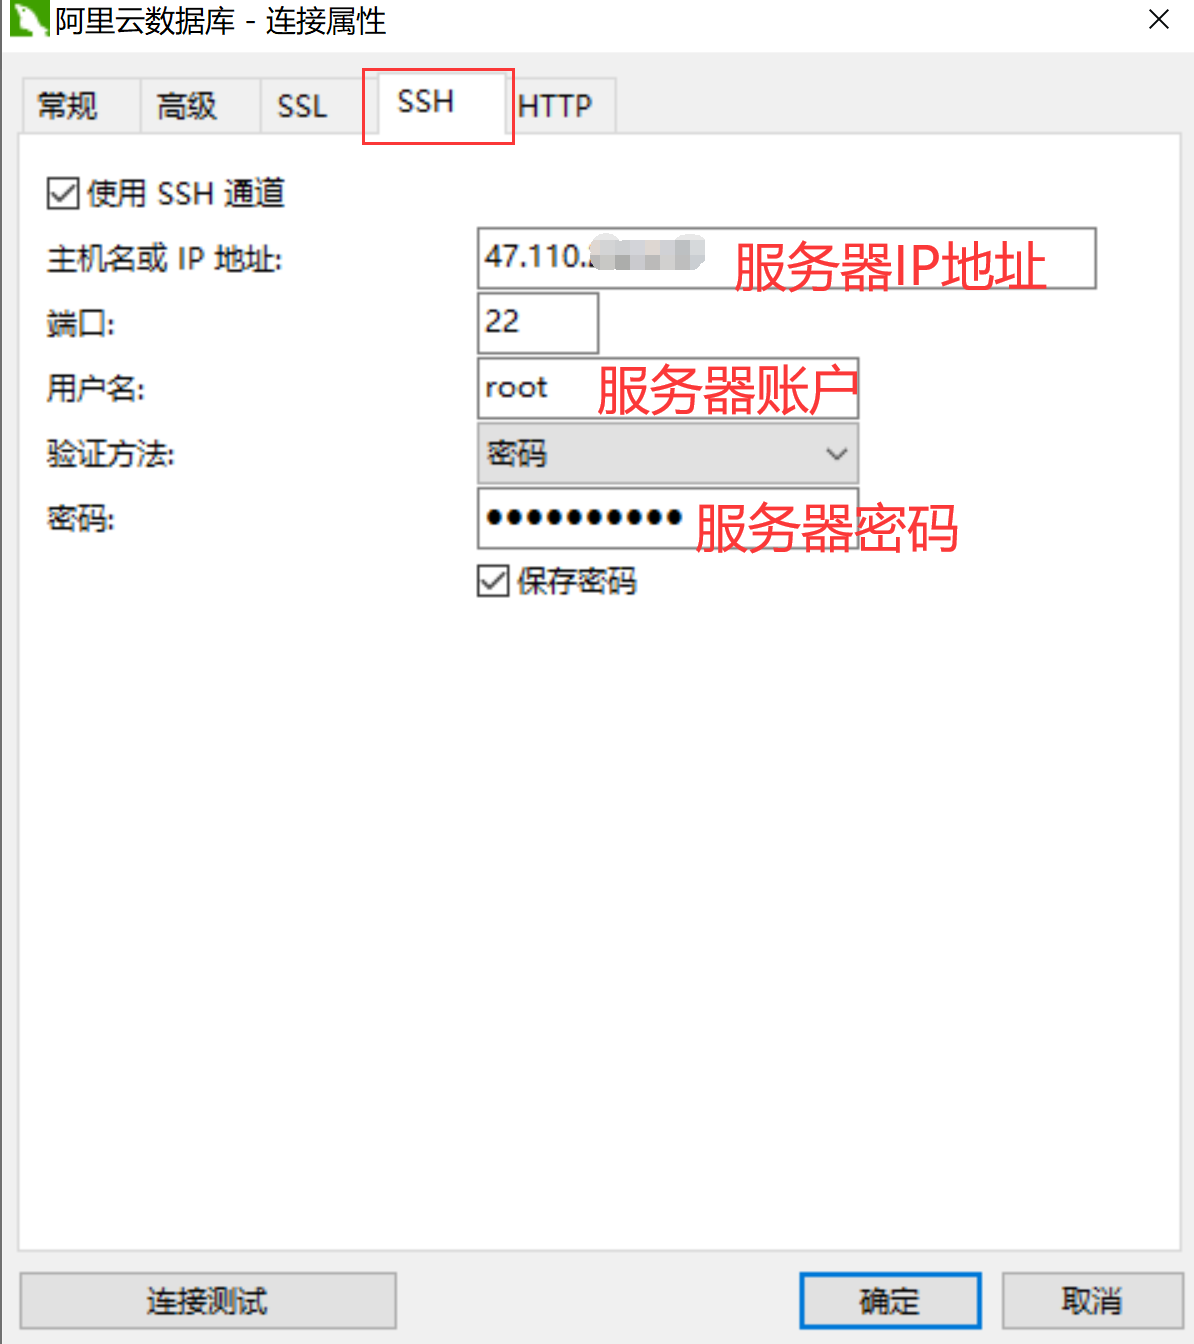 阿里云数据库 - 连接属性
常规 高级 SSL SSH HTTP
使用 SSH 通道
主机名或 IP 地址: 47.110. 服务器IP地址
端口: 22
用户名: root 服务器账户
验证方法: 密码
密码: ●●●●●●●●●● 服务器密码
保存密码
连接测试 确定 取消